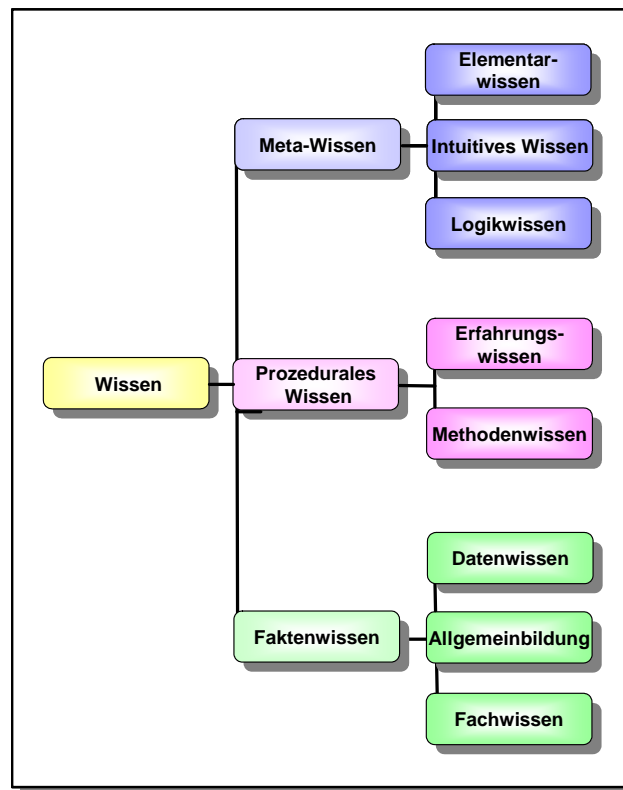 Elementar-
wissen
Meta-Wissen
Intuitives Wissen
Logikwissen
Erfahrungs-
wissen
Wissen
Prozedurales
Wissen
Methodenwissen
Datenwissen
Faktenwissen
Allgemeinbildung
Fachwissen